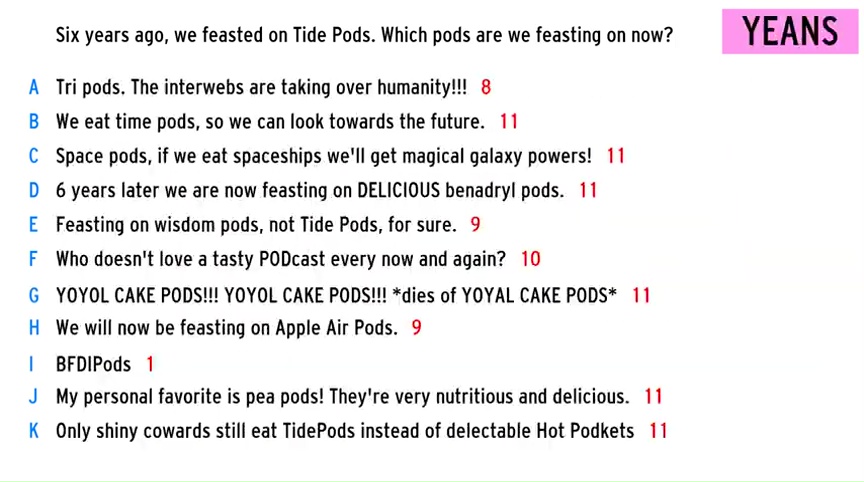 Six years ago, we feasted on Tide Pods. Which pods are we feasting on now?
YEANS
A Tri pods. The interwebs are taking over humanity!!! 8
B We eat time pods, so we can look towards the future. 11
C Space pods, if we eat spaceships we'll get magical galaxy powers! 11
D 6 years later we are now feasting on DELICIOUS benadryl pods. 11
E Feasting on wisdom pods, not Tide Pods, for sure. 9
F Who doesn't love a tasty PODcast every now and again? 10
G YOYOL CAKE PODS!!! YOYOL CAKE PODS!!! *dies of YOYAL CAKE PODS* 11
H We will now be feasting on Apple Air Pods. 9
I BFDIPods 1
J My personal favorite is pea pods! They're very nutritious and delicious. 11
K Only shiny cowards still eat TidePods instead of delectable Hot Podkets 11